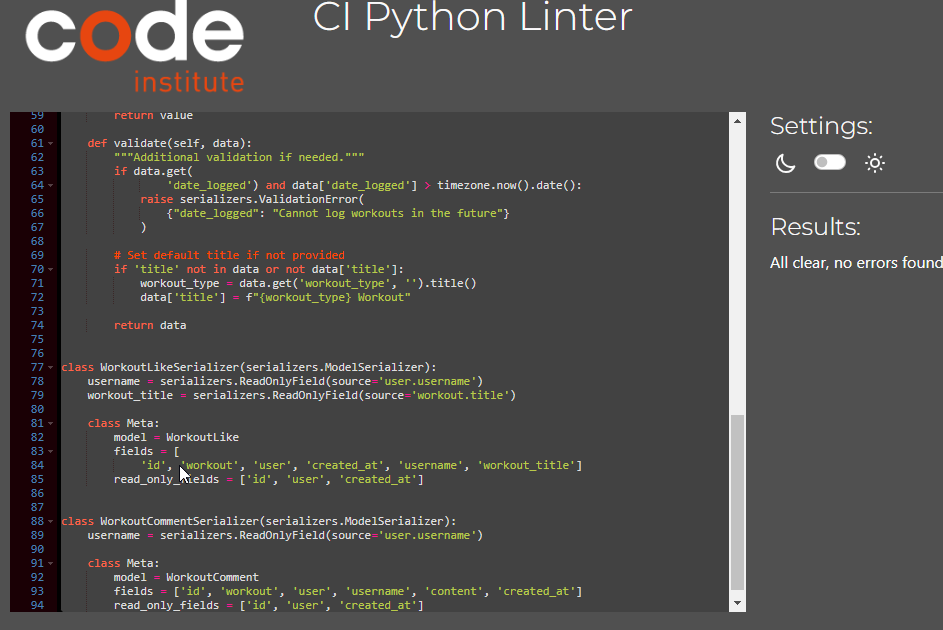 code
institute
CI Python Linter
59 return value
60
61 def validate(self, data):
62 """Additional validation if needed."""
63 if data.get(
64 'date_logged') and data['date_logged'] > timezone.now().date():
65 raise serializers.ValidationError(
66 {"date_logged": "Cannot log workouts in the future"}
67 )
68
69 # Set default title if not provided
70 if 'title' not in data or not data['title']:
71 workout_type = data.get('workout_type', '').title()
72 data['title'] = f"{workout_type} Workout"
73
74 return data
75
76
77 class WorkoutLikeSerializer(serializers.ModelSerializer):
78 username = serializers.ReadOnlyField(source='user.username')
79 workout_title = serializers.ReadOnlyField(source='workout.title')
80
81 class Meta:
82 model = WorkoutLike
83 fields = [
84 'id', 'workout', 'user', 'created_at', 'username', 'workout_title']
85 read_only_fields = ['id', 'user', 'created_at']
86
87
88 class WorkoutCommentSerializer(serializers.ModelSerializer):
89 username = serializers.ReadOnlyField(source='user.username')
90
91 class Meta:
92 model = WorkoutComment
93 fields = ['id', 'workout', 'user', 'username', 'content', 'created_at']
94 read_only_fields = ['id', 'user', 'created_at']
Settings:
Results:
All clear, no errors found